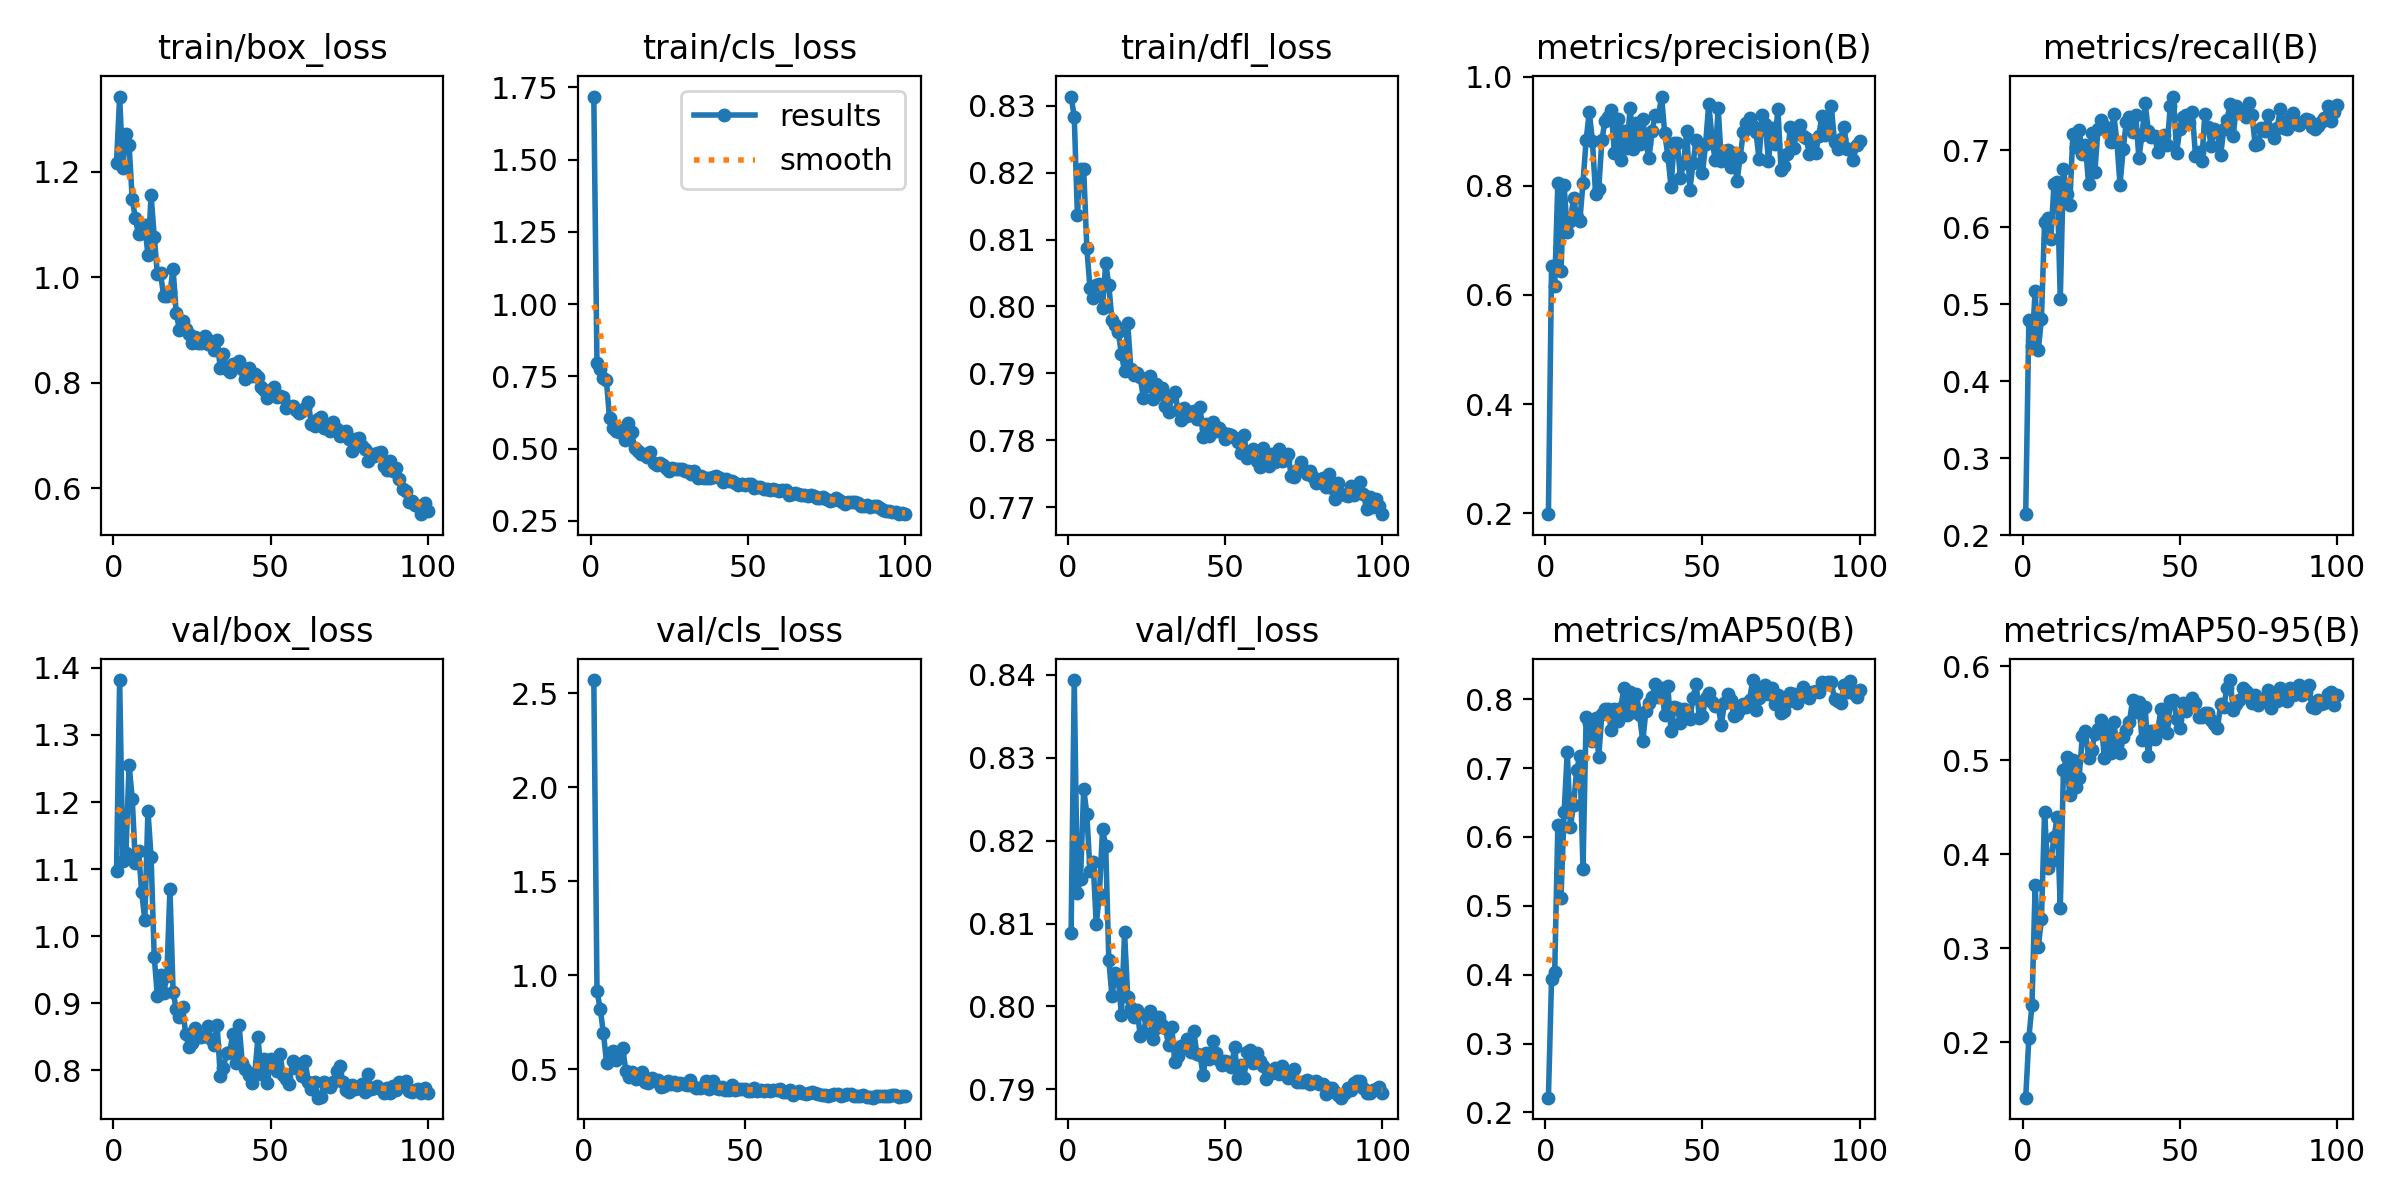 train/box_loss
1.2
1.0
0.8
0.6
0 50 100
train/cls_loss
results
smooth
1.75
1.50
1.25
1.00
0.75
0.50
0.25
0 50 100
train/dfl_loss
0.83
0.82
0.81
0.80
0.79
0.78
0.77
0 50 100
metrics/precision(B)
1.0
0.8
0.6
0.4
0.2
0 50 100
metrics/recall(B)
0.7
0.6
0.5
0.4
0.3
0.2
0 50 100
val/box_loss
1.4
1.3
1.2
1.1
1.0
0.9
0.8
0 50 100
val/cls_loss
2.5
2.0
1.5
1.0
0.5
0 50 100
val/dfl_loss
0.84
0.83
0.82
0.81
0.80
0.79
0 50 100
metrics/mAP50(B)
0.8
0.7
0.6
0.5
0.4
0.3
0.2
0 50 100
metrics/mAP50-95(B)
0.6
0.5
0.4
0.3
0.2
0 50 100